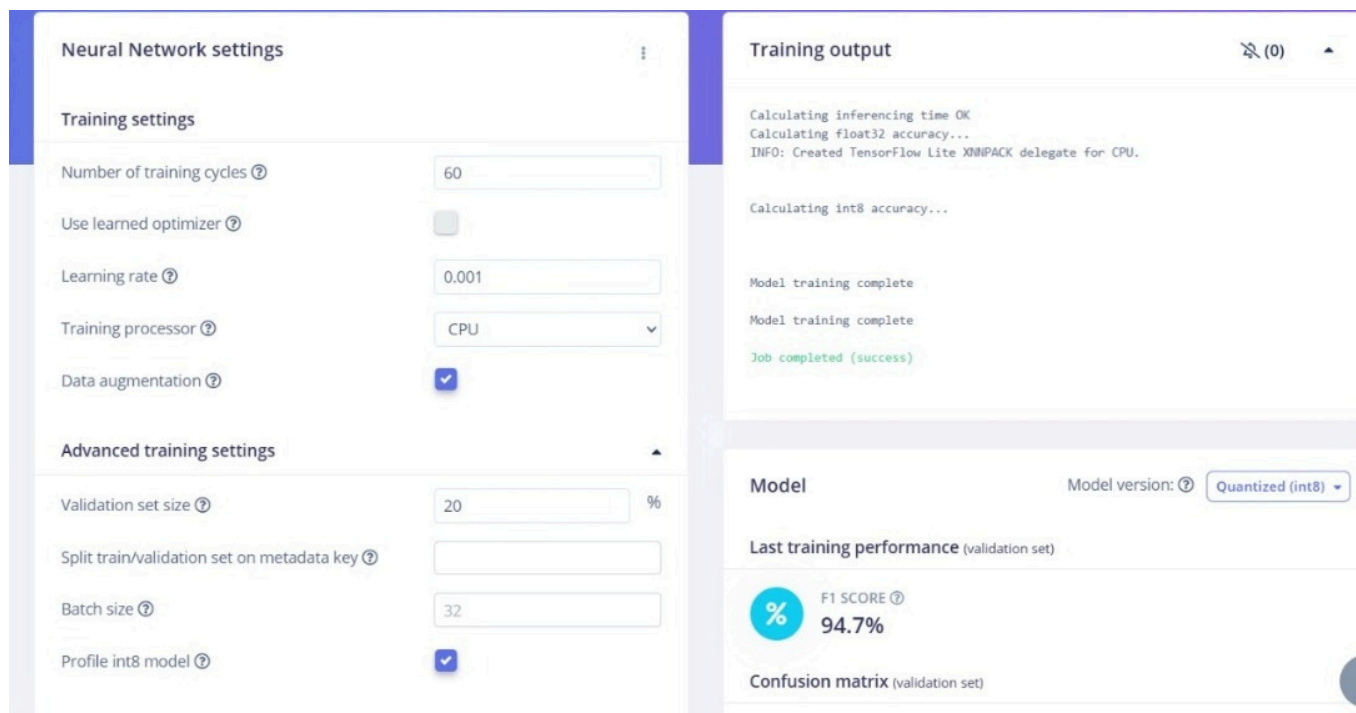 Neural Network settings
Training settings
Number of training cycles
60
Use learned optimizer
Learning rate
0.001
Training processor
CPU
Data augmentation
Advanced training settings
Validation set size
20
%
Split train/validation set on metadata key
Batch size
32
Profile int8 model
Training output
(0)
Calculating inferencing time OK
Calculating float32 accuracy...
INFO: Created TensorFlow Lite XNNPACK delegate for CPU.
Calculating int8 accuracy...
Model training complete
Model training complete
Job completed (success)
Model
Model version:
Quantized (int8)
Last training performance (validation set)
%
F1 SCORE
94.7%
Confusion matrix (validation set)